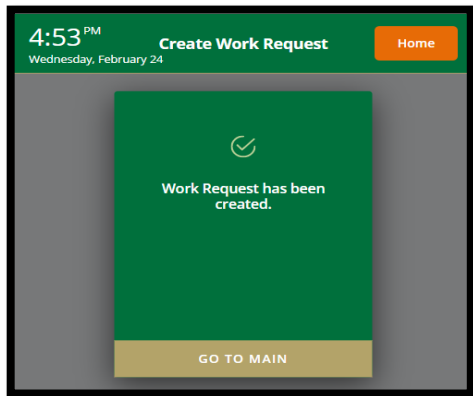 4:53 PM
Wednesday, February 24
Create Work Request
Home
Work Request has been
created.
GO TO MAIN